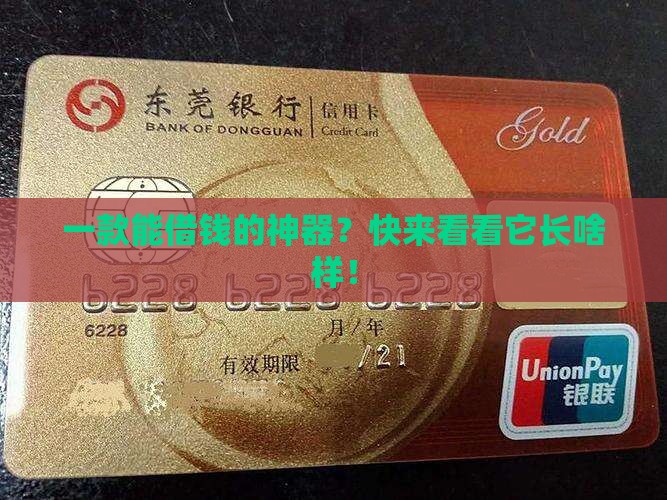 东莞银行 信用卡
BANK OF DONGGUAN Credit Card
Gold
一款能借钱的神器？快来看看它长啥
样！
6228 6228 6228
6228
月/年
有效期限 /21
UnionPay
银联